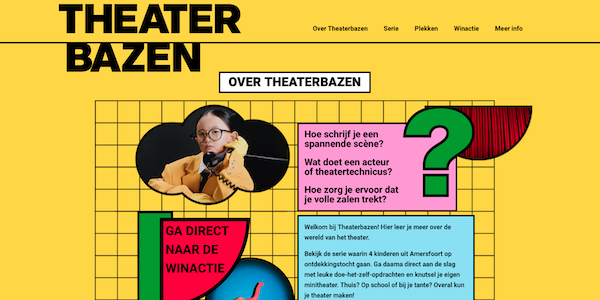 THEATER
BAZEN
Over Theaterbazen Serie Plekken Winactie Meer info
OVER THEATERBAZEN
Hoe schrijf je een
spannende scène?
Wat doet een acteur
of theatertechnicus?
Hoe zorg je ervoor dat
je volle zalen trekt?
?
GA DIRECT
NAAR DE
WINACTIE
Welkom bij Theaterbazen! Hier leer je meer over de
wereld van het theater.
Bekijk de serie waarin 4 kinderen uit Amersfoort op
ontdekkingstocht gaan. Ga daarna direct aan de slag
met leuke doe-het-zelf-opdrachten en knutsel je eigen
minitheater. Thuis? Op school of bij je tante? Overal kun
je theater maken!